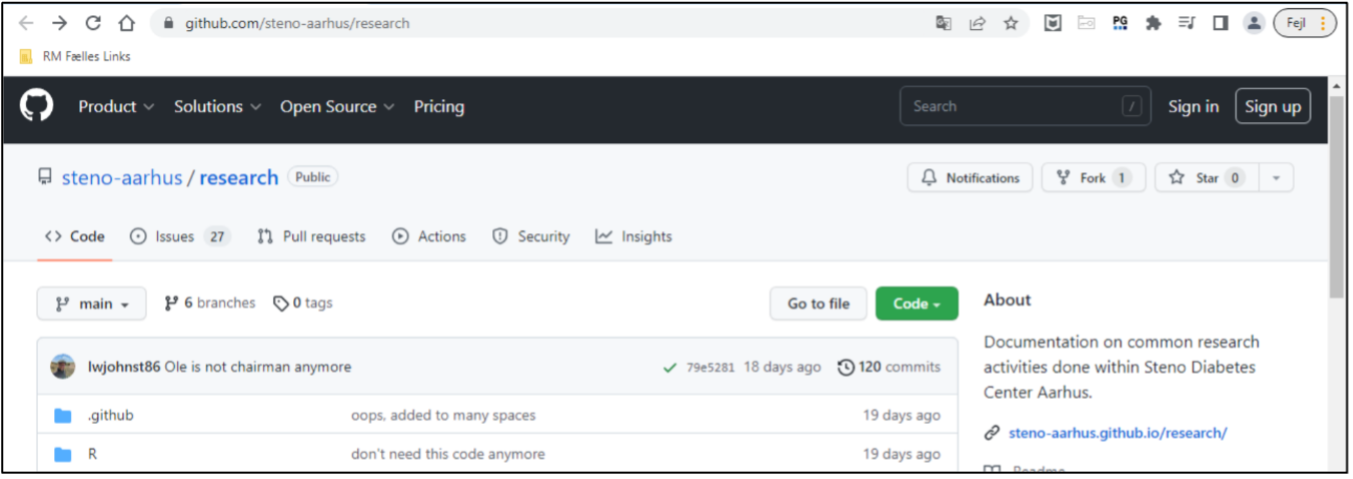 github.com/steno-aarhus/research
PG
Fejl
RM Fælles Links
Product Solutions Open Source Pricing
Search /
Sign in Sign up
steno-aarhus / research Public
Notifications Fork 1 Star 0
Code Issues 27 Pull requests Actions Security Insights
main 6 branches 0 tags Go to file Code
About
Documentation on common research
activities done within Steno Diabetes
Center Aarhus.
steno-aarhus.github.io/research/
Readme
lwjohnst86 Ole is not chairman anymore 79e5281 18 days ago 120 commits
.github oops, added to many spaces 19 days ago
R don't need this code anymore 19 days ago